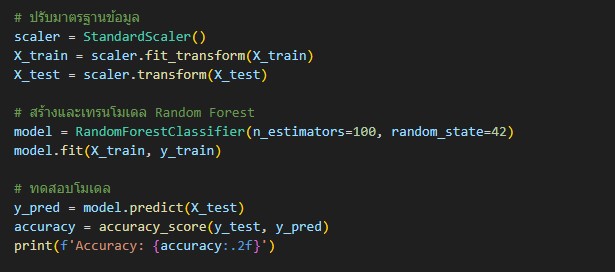 # ปรับมาตรฐานข้อมูล
scaler = StandardScaler()
X_train = scaler.fit_transform(X_train)
X_test = scaler.transform(X_test)
# สร้างและเทรนโมเดล Random Forest
model = RandomForestClassifier(n_estimators=100, random_state=42)
model.fit(X_train, y_train)
# ทดสอบโมเดล
y_pred = model.predict(X_test)
accuracy = accuracy_score(y_test, y_pred)
print(f'Accuracy: {accuracy:.2f}')